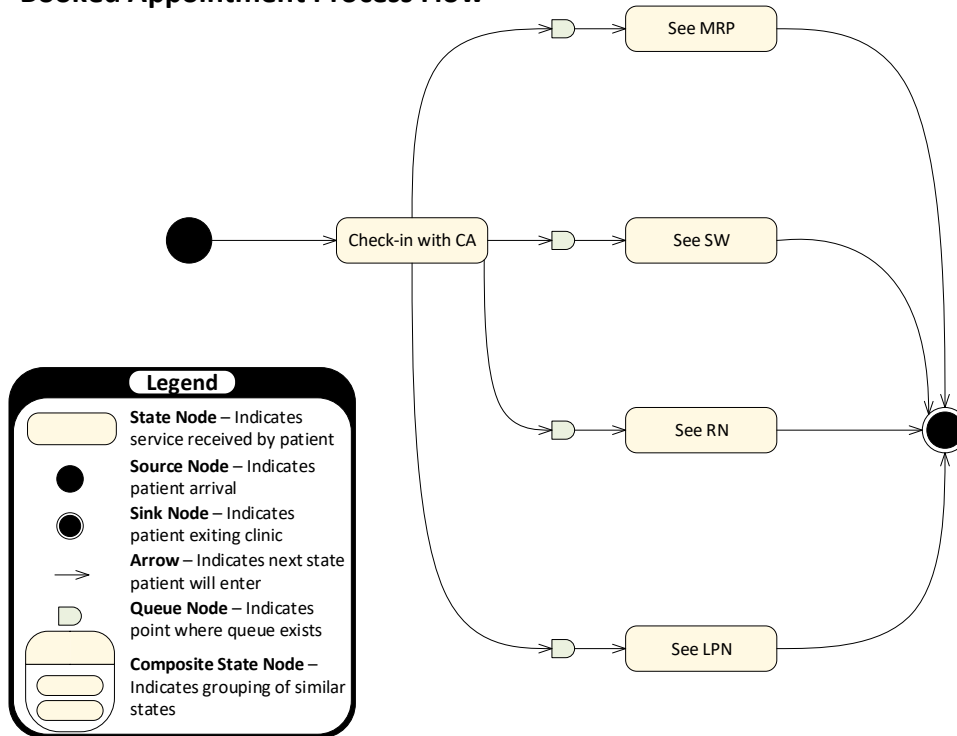 Booked Appointment Process Flow
See MRP
Check-in with CA
See SW
See RN
See LPN
Legend
State Node – Indicates
service received by patient
Source Node – Indicates
patient arrival
Sink Node – Indicates
patient exiting clinic
Arrow – Indicates next state
patient will enter
Queue Node – Indicates
point where queue exists
Composite State Node –
Indicates grouping of similar
states